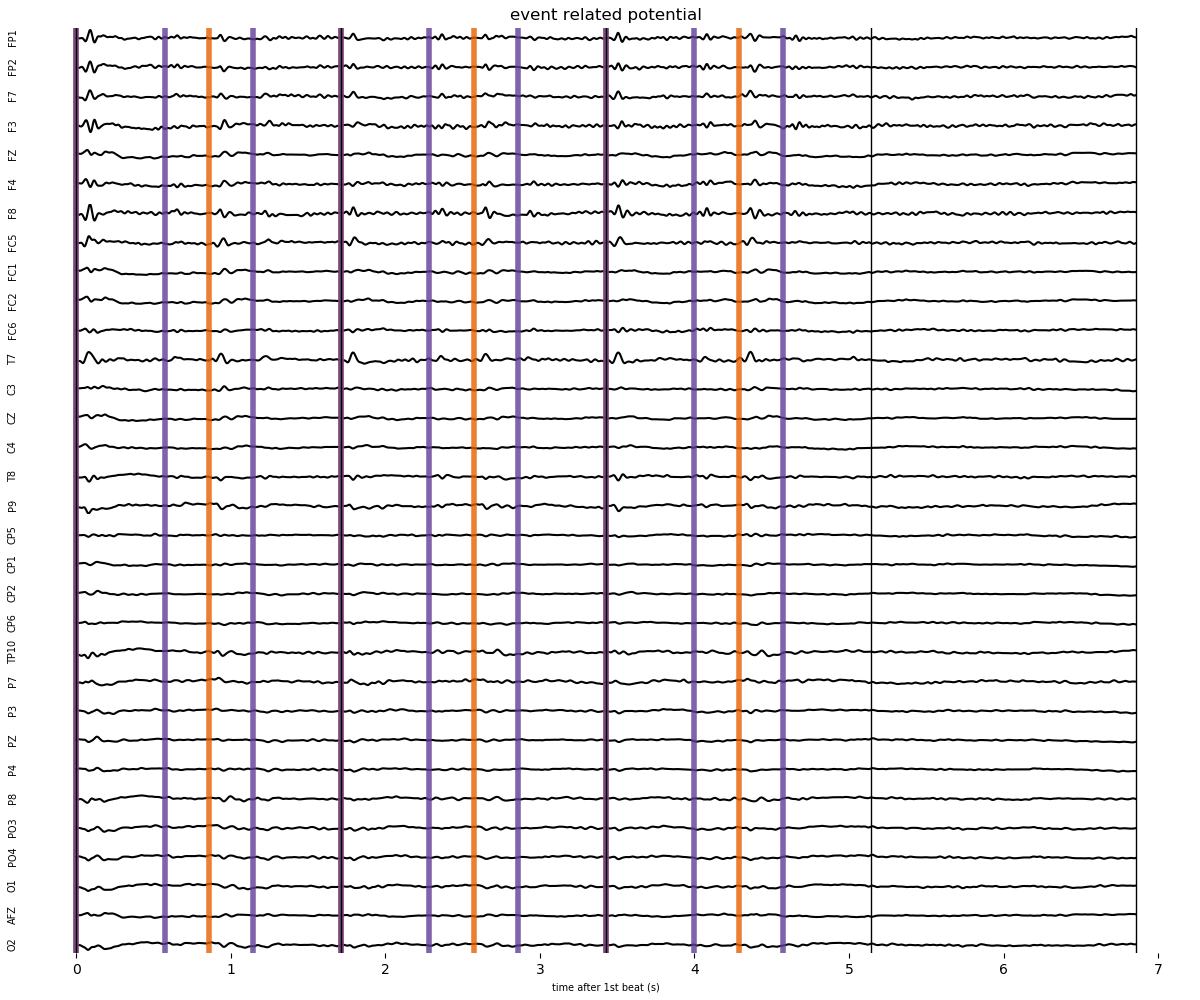 event related potential
FP1
FP2
F7
F3
FZ
F4
F8
FC5
FC1
FC2
FC6
T7
C3
CZ
C4
T8
P9
CP5
CP1
CP2
CP6
TP10
P7
P3
PZ
P4
P8
PO3
PO4
O1
AFZ
O2
0 1 2 3 4 5 6 7
time after 1st beat (s)